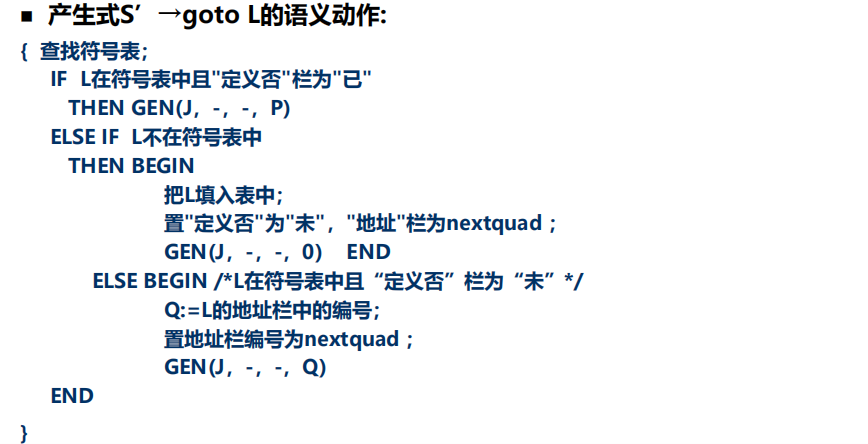 ■ 产生式S’→goto L的语义动作:
{ 查找符号表;
IF L在符号表中且"定义否"栏为"已"
THEN GEN(J, -, -, P)
ELSE IF L不在符号表中
THEN BEGIN
把L填入表中;
置"定义否"为"未", "地址"栏为nextquad ;
GEN(J, -, -, 0) END
ELSE BEGIN /*L在符号表中且“定义否”栏为“未”*/
Q:=L的地址栏中的编号;
置地址栏编号为nextquad ;
GEN(J, -, -, Q)
END
}